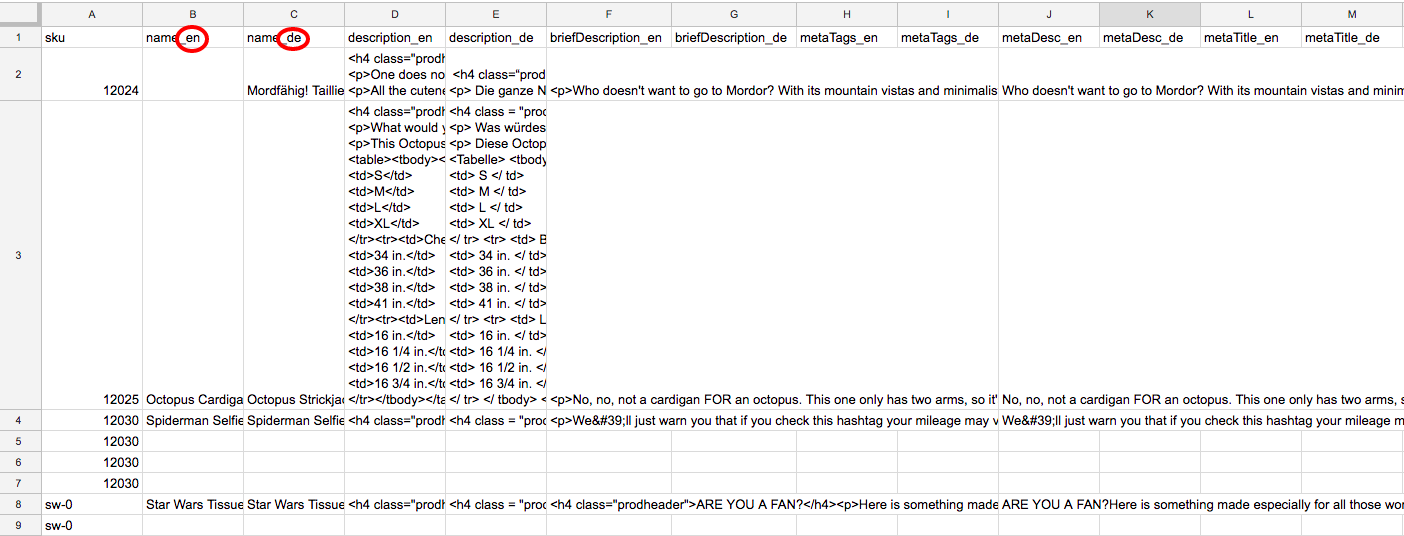 A B C D E F G H I J K L M
1 sku name_en name_de description_en description_de briefDescription_en briefDescription_de metaTags_en metaTags_de metaDesc_en metaDesc_de metaTitle_en metaTitle_de
<h4 class="prodh
2 <p>One does no <h4 class="prod
12024 Mordfähig! Taillie <p>All the cutene <p> Die ganze N <p>Who doesn't want to go to Mordor? With its mountain vistas and minimalis Who doesn't want to go to Mordor? With its mountain vistas and minim
<h4 class="prodh <h4 class = "prod
<p>What would y <p> Was würdes
<p>This Octopus <p> Diese Octop
<table><tbody>< <Tabelle> <tbody
<td>S</td> <td> S </ td>
<td>M</td> <td> M </ td>
<td>L</td> <td> L </ td>
<td>XL</td> <td> XL </ td>
</tr><tr><td>Che </ tr> <tr> <td> B
3 <td>34 in.</td> <td> 34 in. </ td>
<td>36 in.</td> <td> 36 in. </ td>
<td>38 in.</td> <td> 38 in. </ td>
<td>41 in.</td> <td> 41 in. </ td>
</tr><tr><td>Len </ tr> <tr> <td> L
<td>16 in.</td> <td> 16 in. </ td>
<td>16 1/4 in.</td <td> 16 1/4 in. </
<td>16 1/2 in.</td <td> 16 1/2 in. </
<td>16 3/4 in.</td <td> 16 3/4 in. </
12025 Octopus Cardiga Octopus Strickjac </tr></tbody></ta </ tr> </ tbody> < <p>No, no, not a cardigan FOR an octopus. This one only has two arms, so it' No, no, not a cardigan FOR an octopus. This one only has two arms, s
4 12030 Spiderman Selfie Spiderman Selfie <h4 class="prodh <h4 class = "prod <p>We&#39;ll just warn you that if you check this hashtag your mileage may v We&#39;ll just warn you that if you check this hashtag your mileage m
5 12030
6 12030
7 12030
8 sw-0 Star Wars Tissue Star Wars Tissue <h4 class="prodh <h4 class = "prod <h4 class="prodheader">ARE YOU A FAN?</h4><p>Here is something made ARE YOU A FAN?Here is something made especially for all those wor
9 sw-0